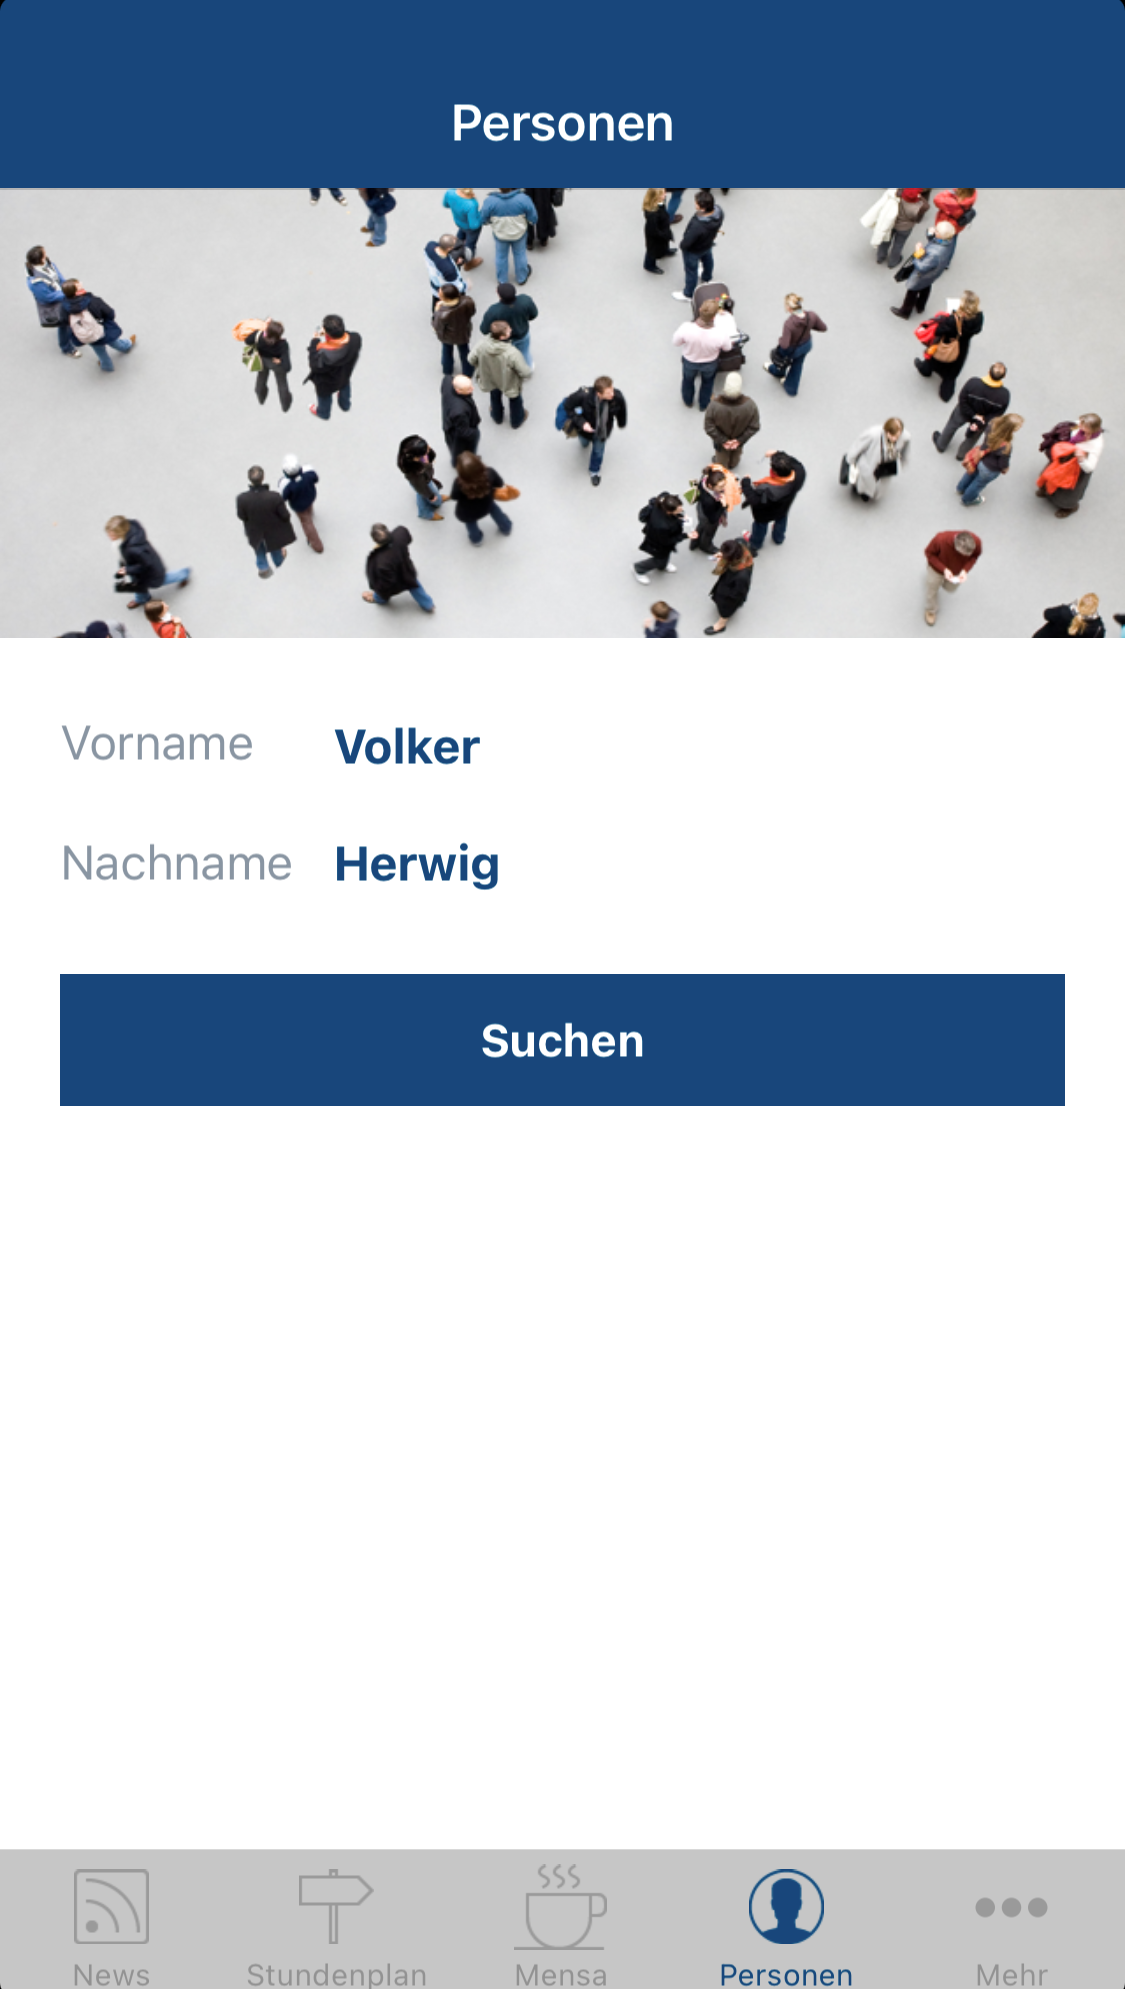 Personen
Vorname Volker
Nachname Herwig
Suchen
News Stundenplan Mensa Personen Mehr